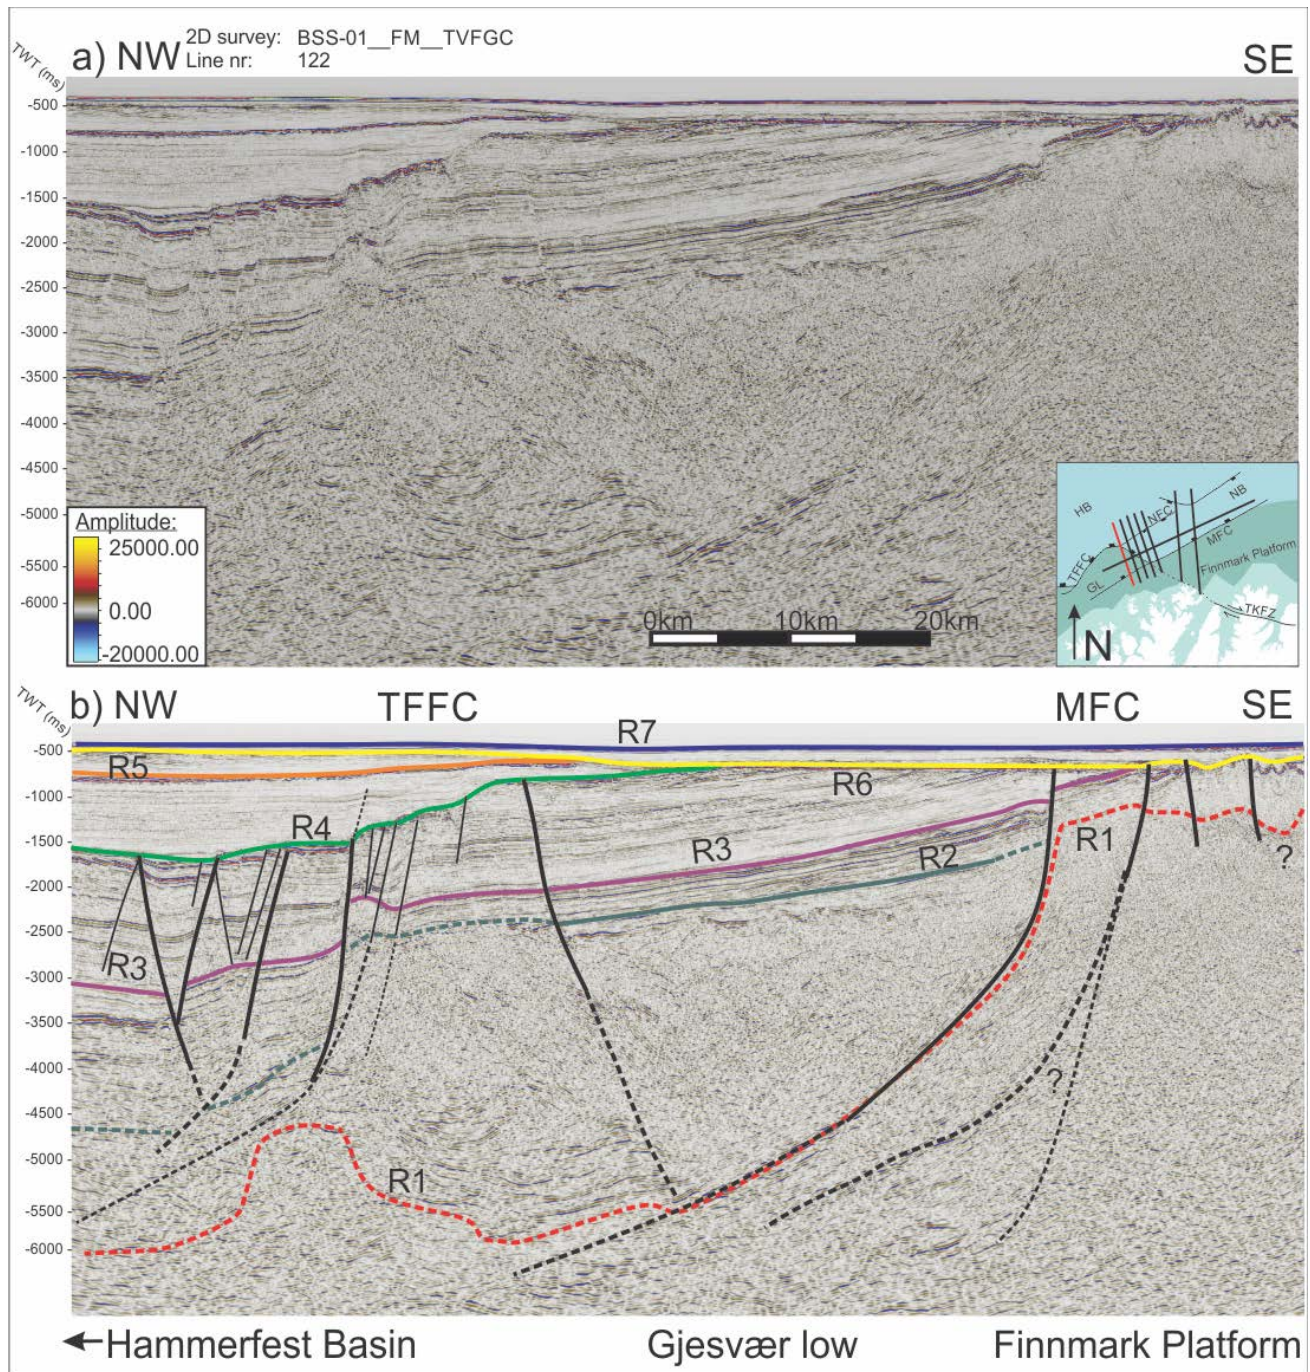 2D survey: BSS-01__FM__TVFGC
Line nr: 122
a) NW
SE
TWT (ms)
-500
-1000
-1500
-2000
-2500
-3000
-3500
-4000
-4500
-5000
-5500
-6000
Amplitude:
25000.00
0.00
-20000.00
0km 10km 20km
HB
NFC
NB
TFFC
MFC
GL
Finnmark Platform
TKFZ
N
b) NW TFFC MFC SE
TWT (ms)
R7
-500
R5
R6
-1000
R4
R1
-1500
R3
R2
?
-2000
-2500
R3
-3000
-3500
-4000
?
-4500
-5000
R1
-5500
-6000
Hammerfest Basin Gjesvær low Finnmark Platform